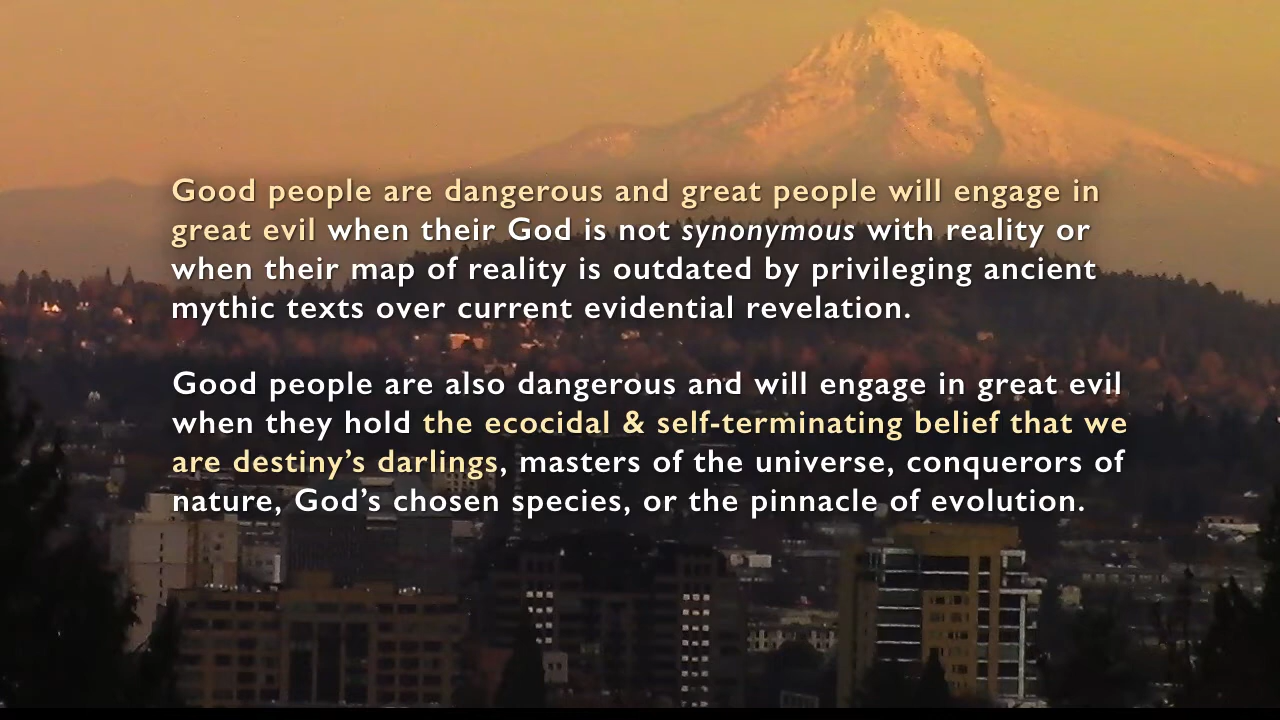 Good people are dangerous and great people will engage in
great evil when their God is not synonymous with reality or
when their map of reality is outdated by privileging ancient
mythic texts over current evidential revelation.
Good people are also dangerous and will engage in great evil
when they hold the ecocidal & self-terminating belief that we
are destiny’s darlings, masters of the universe, conquerors of
nature, God’s chosen species, or the pinnacle of evolution.